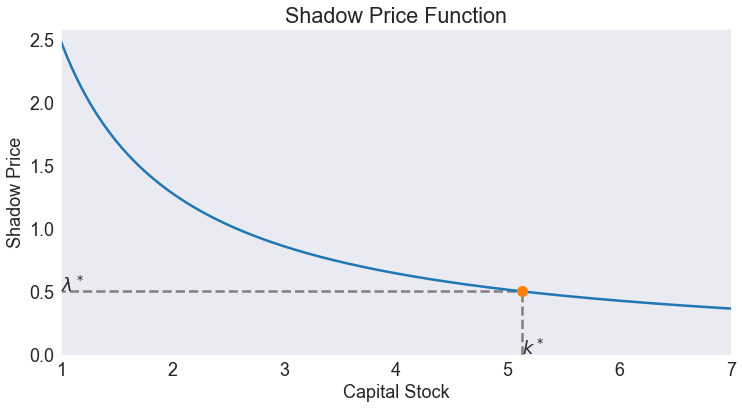 Shadow Price Function
2.5
2.0
1.5
1.0
0.5
0.0
Shadow Price
λ*
k*
1 2 3 4 5 6 7
Capital Stock